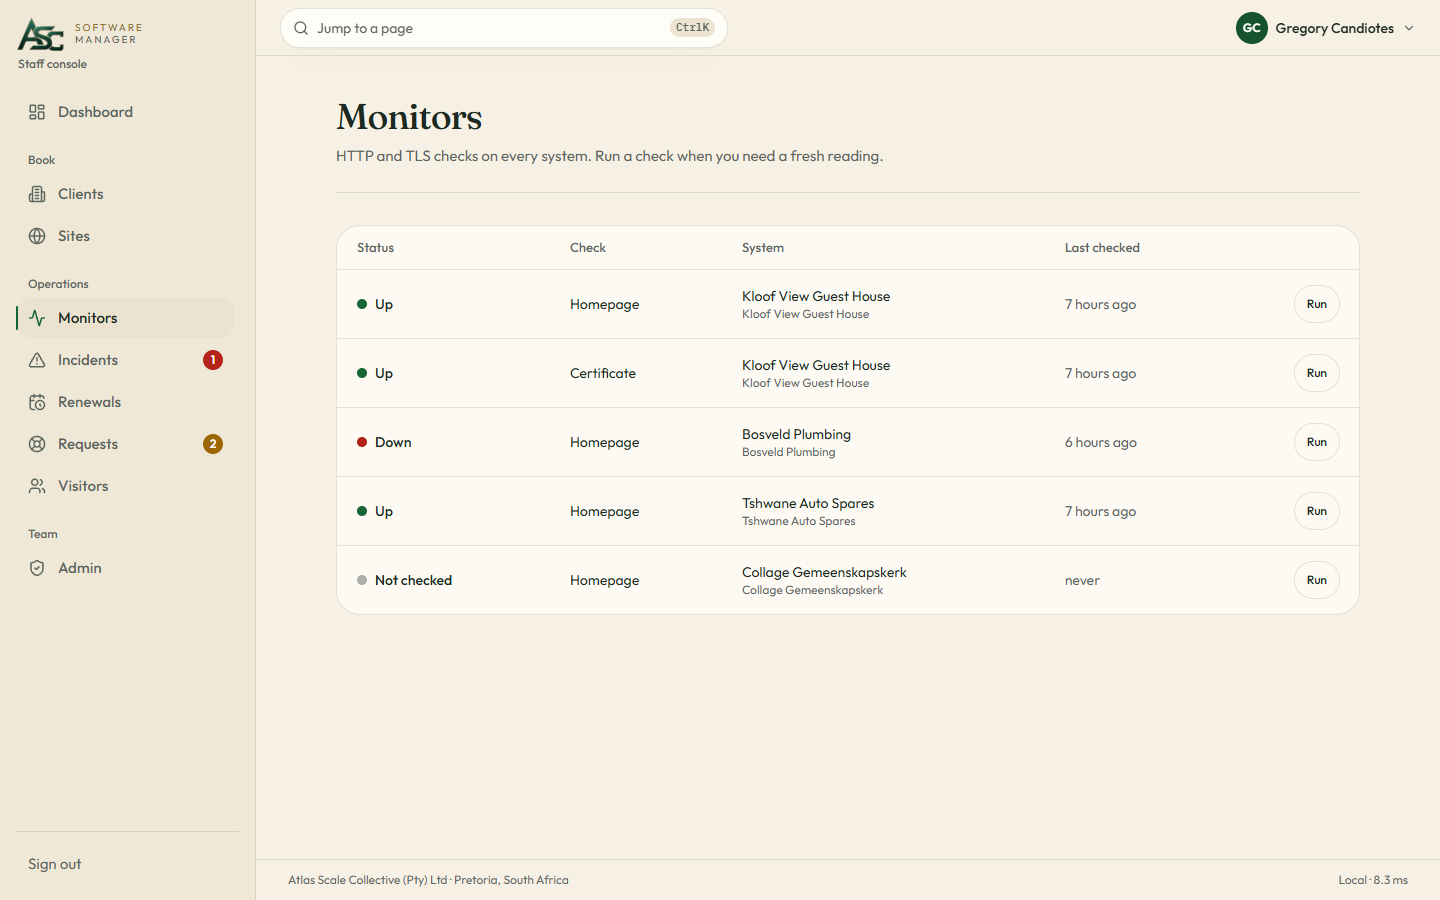 ASC SOFTWARE
MANAGER
Staff console
Jump to a page
CtrlK
GC
Gregory Candiotes
Dashboard
Book
Clients
Sites
Operations
Monitors
Incidents 1
Renewals
Requests 2
Visitors
Team
Admin
Sign out
Monitors
HTTP and TLS checks on every system. Run a check when you need a fresh reading.
Status Check System Last checked
Up Homepage Kloof View Guest House 7 hours ago Run
Kloof View Guest House
Up Certificate Kloof View Guest House 7 hours ago Run
Kloof View Guest House
Down Homepage Bosveld Plumbing 6 hours ago Run
Bosveld Plumbing
Up Homepage Tshwane Auto Spares 7 hours ago Run
Tshwane Auto Spares
Not checked Homepage Collage Gemeenskapskerk never Run
Collage Gemeenskapskerk
Atlas Scale Collective (Pty) Ltd · Pretoria, South Africa
Local · 8.3 ms